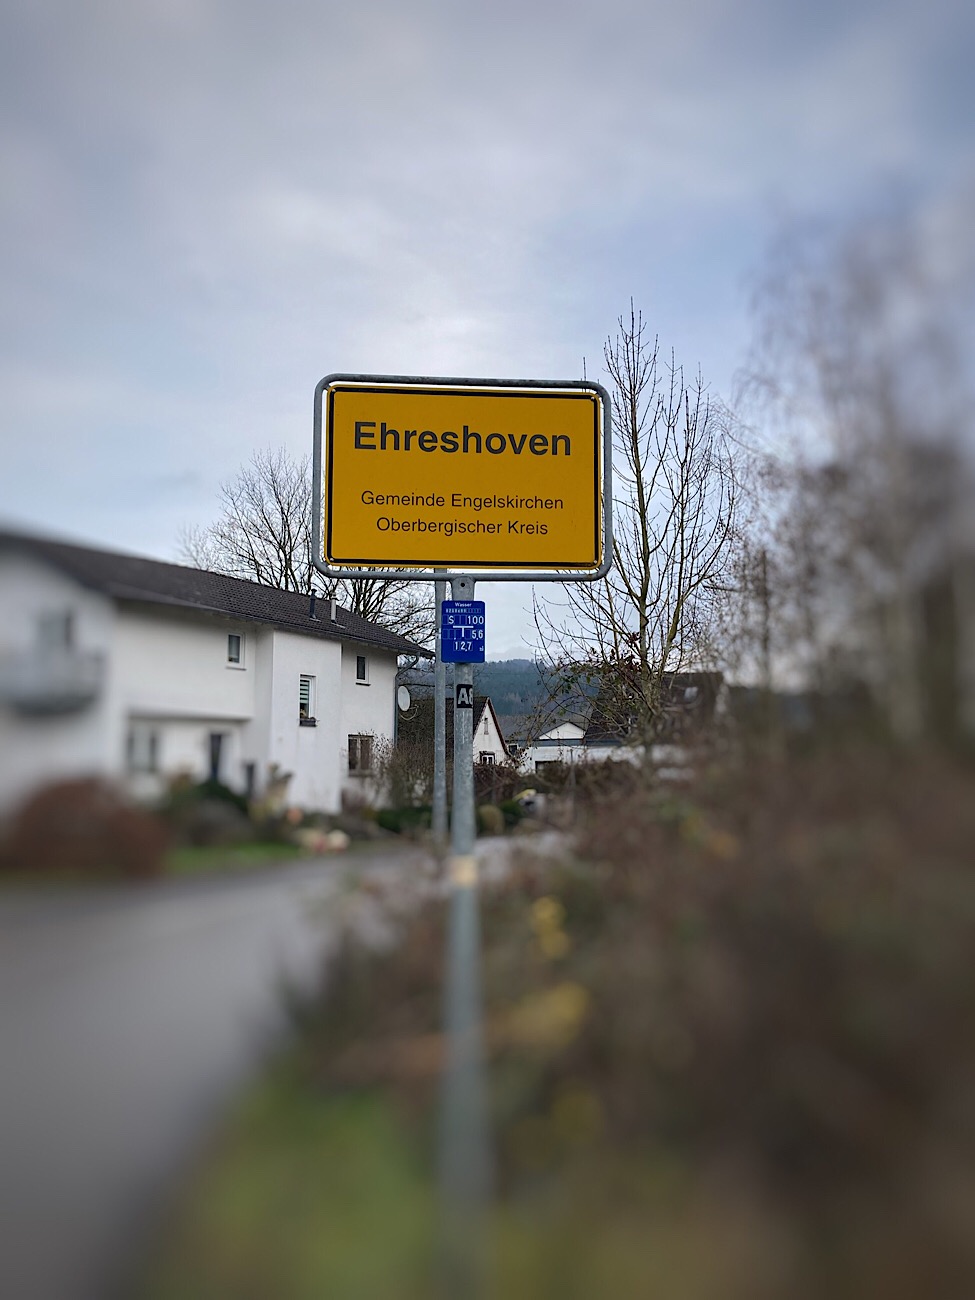 Ehreshoven
Gemeinde Engelskirchen
Oberbergischer Kreis
Wasser
S 100
5,6
12,7